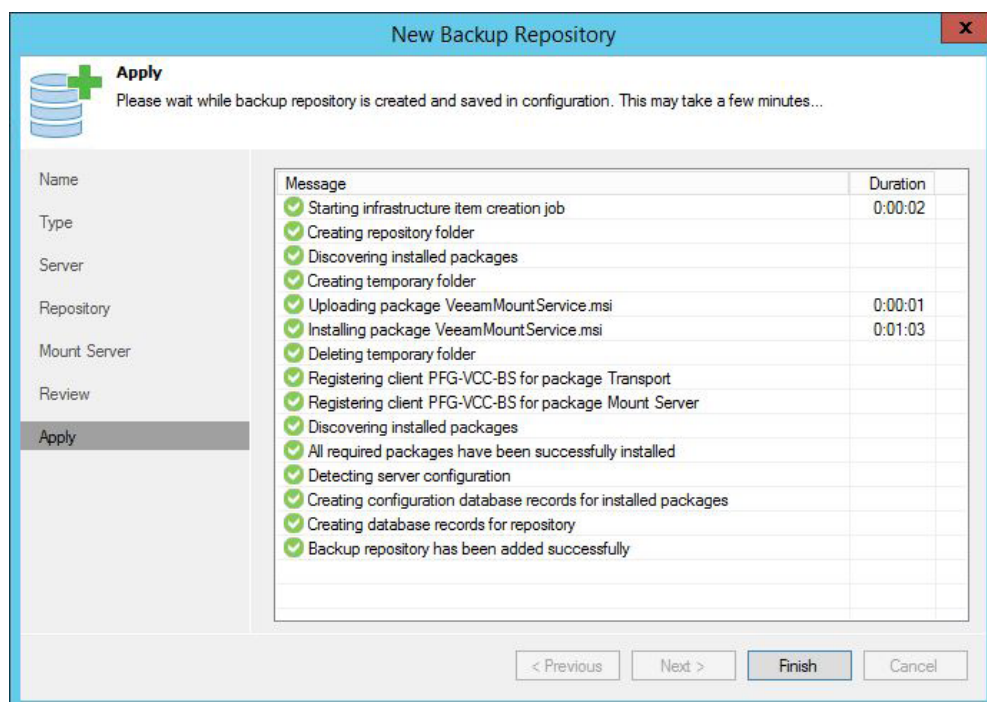 New Backup Repository
x
Apply
Please wait while backup repository is created and saved in configuration. This may take a few minutes...
Name
Type
Server
Repository
Mount Server
Review
Apply
Message Duration
Starting infrastructure item creation job 0:00:02
Creating repository folder
Discovering installed packages
Creating temporary folder
Uploading package VeeamMountService.msi 0:00:01
Installing package VeeamMountService.msi 0:01:03
Deleting temporary folder
Registering client PFG-VCC-BS for package Transport
Registering client PFG-VCC-BS for package Mount Server
Discovering installed packages
All required packages have been successfully installed
Detecting server configuration
Creating configuration database records for installed packages
Creating database records for repository
Backup repository has been added successfully
< Previous Next > Finish Cancel